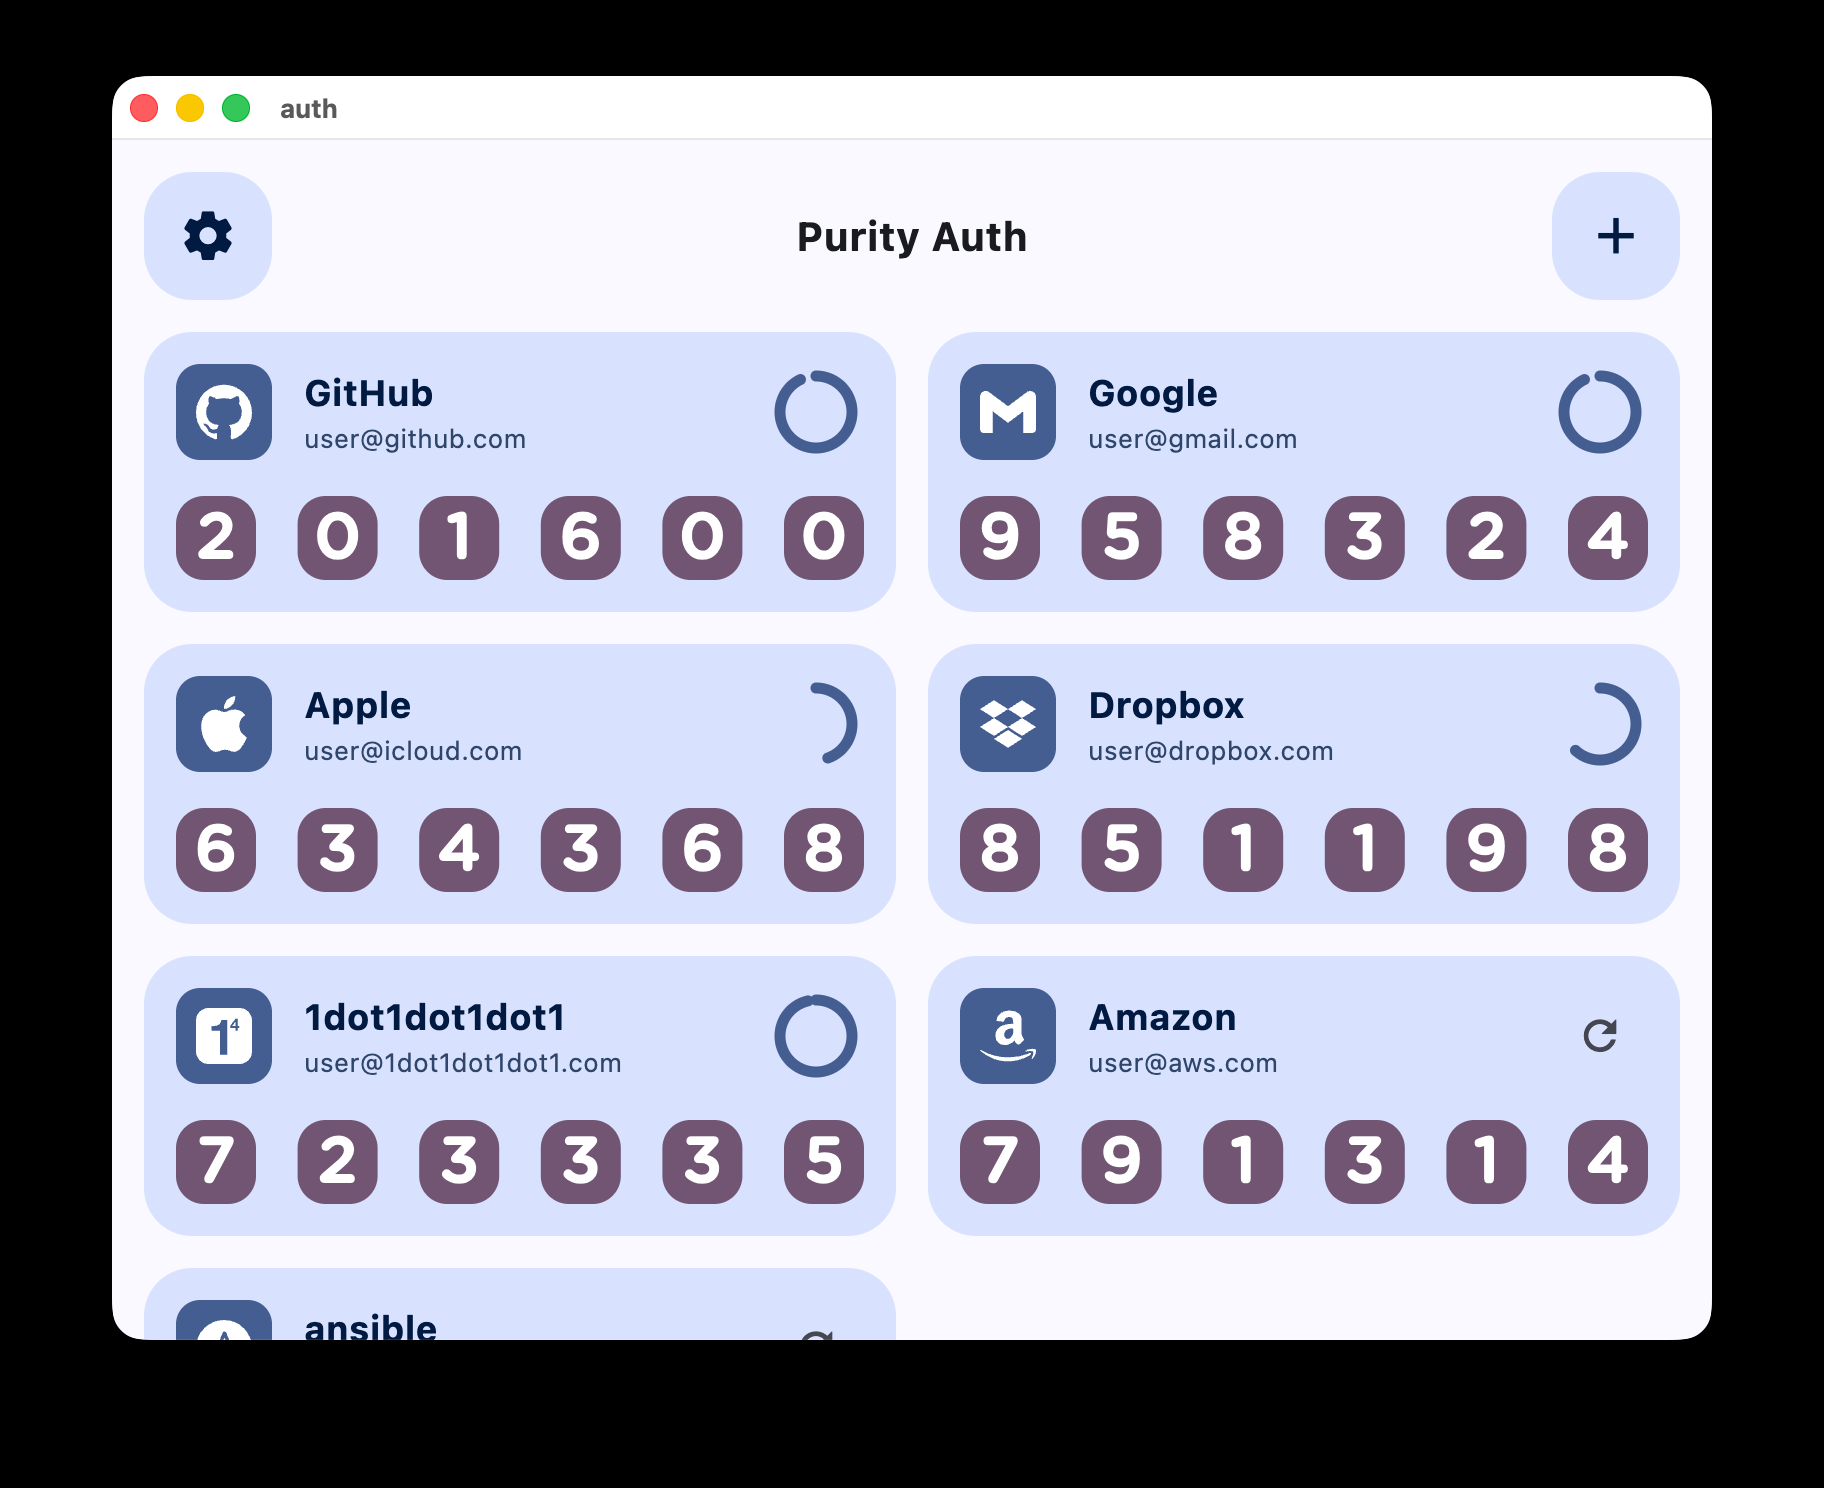 auth
Purity Auth
GitHub
user@github.com
2 0 1 6 0 0
Google
user@gmail.com
9 5 8 3 2 4
Apple
user@icloud.com
6 3 4 3 6 8
Dropbox
user@dropbox.com
8 5 1 1 9 8
1⁴
1dot1dot1dot1
user@1dot1dot1dot1.com
7 2 3 3 3 5
a
Amazon
user@aws.com
7 9 1 3 1 4
ansible